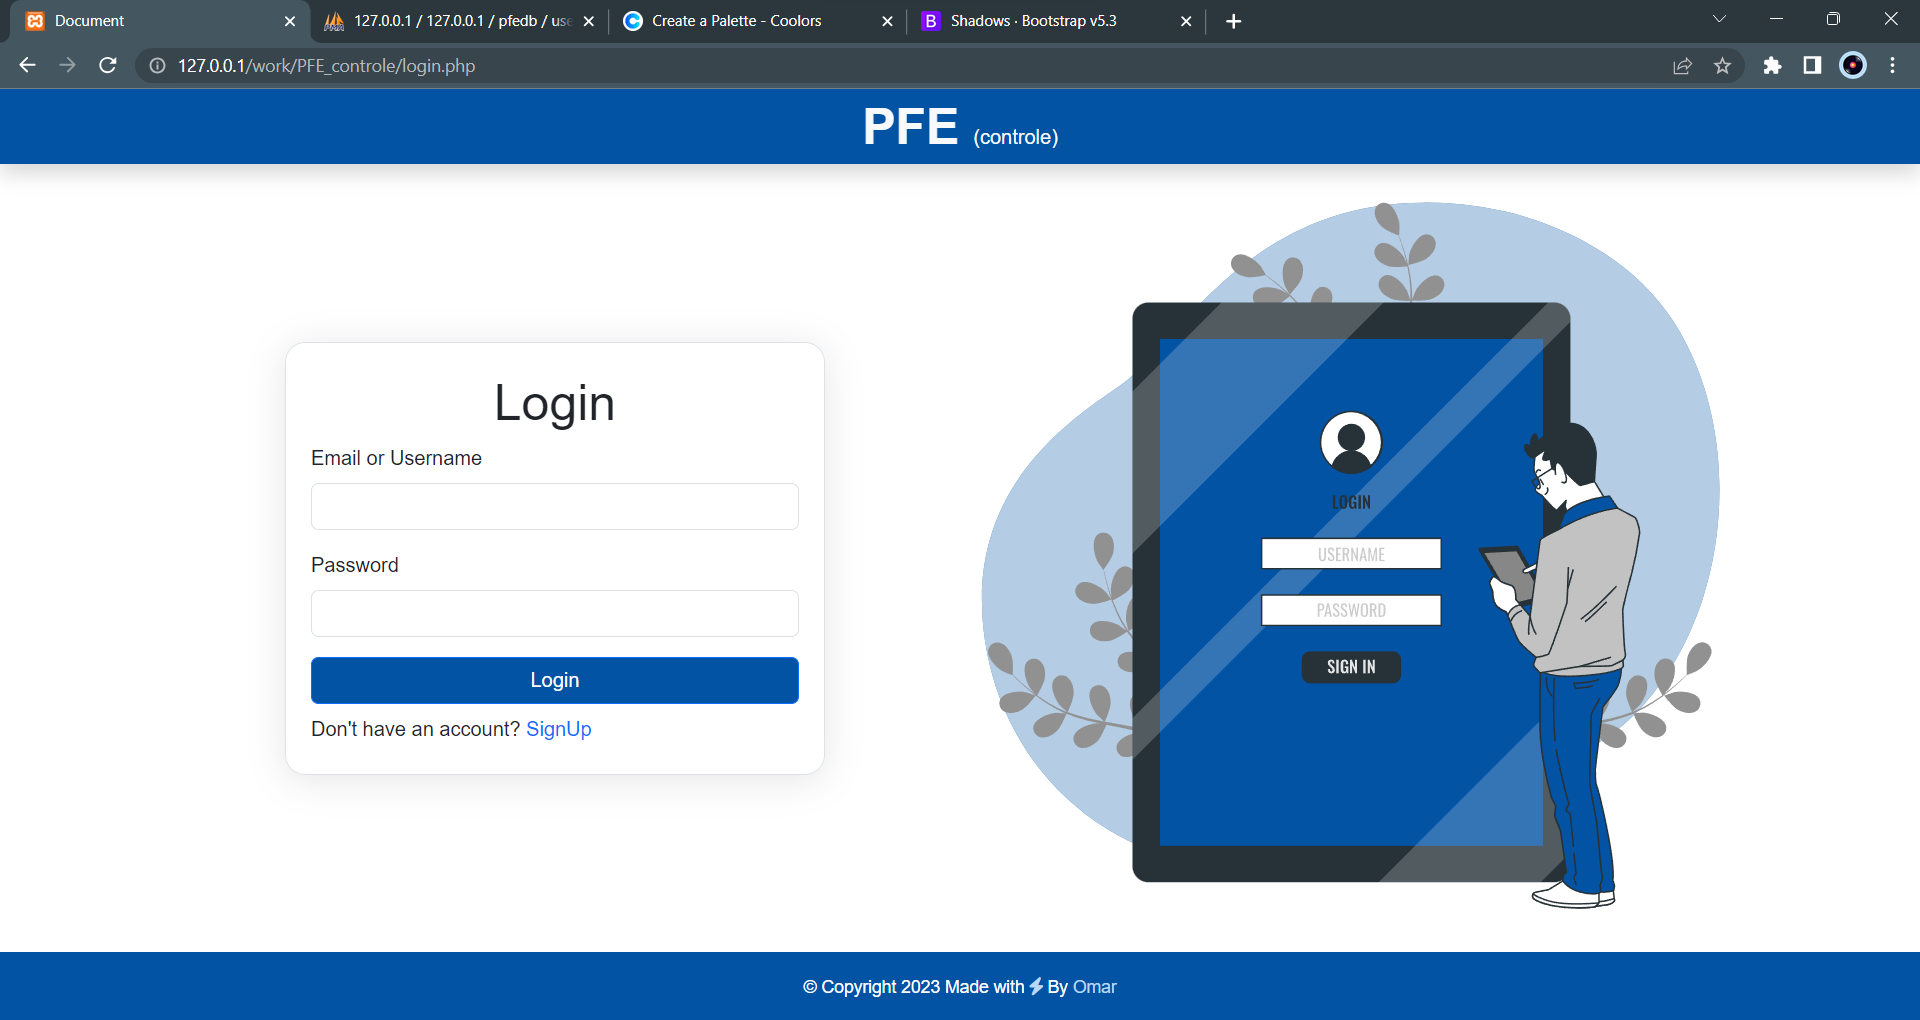 Document
127.0.0.1 / 127.0.0.1 / pfedb / use
Create a Palette - Coolors
Shadows · Bootstrap v5.3
127.0.0.1/work/PFE_controle/login.php
PFE (controle)
Login
Email or Username
Password
Login
Don't have an account? SignUp
LOGIN
USERNAME
PASSWORD
SIGN IN
© Copyright 2023 Made with ⚡ By Omar